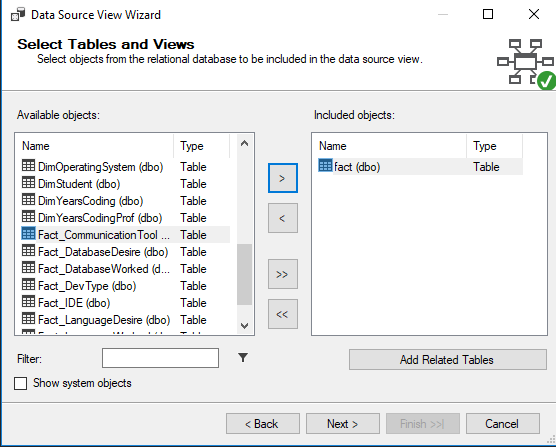 Data Source View Wizard
Select Tables and Views
Select objects from the relational database to be included in the data source view.
Available objects:
Name Type
DimOperatingSystem (dbo) Table
DimStudent (dbo) Table
DimYearsCoding (dbo) Table
DimYearsCodingProf (dbo) Table
Fact_CommunicationTool ... Table
Fact_DatabaseDesire (dbo) Table
Fact_DatabaseWorked (d... Table
Fact_DevType (dbo) Table
Fact_IDE (dbo) Table
Fact_LanguageDesire (dbo) Table
>
<
>>
<<
Included objects:
Name Type
fact (dbo) Table
Filter:
Add Related Tables
Show system objects
< Back
Next >
Finish >>|
Cancel